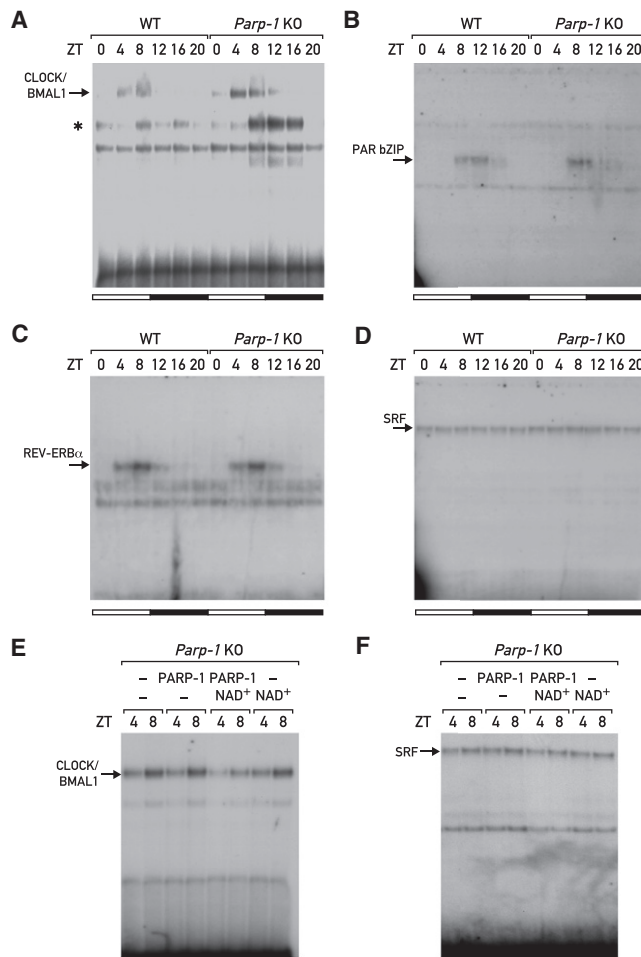 A
WT Parp-1 KO
ZT 0 4 8 12 16 20 0 4 8 12 16 20
CLOCK/
BMAL1
*
B
WT Parp-1 KO
ZT 0 4 8 12 16 20 0 4 8 12 16 20
PAR bZIP
C
WT Parp-1 KO
ZT 0 4 8 12 16 20 0 4 8 12 16 20
REV-ERBα
D
WT Parp-1 KO
ZT 0 4 8 12 16 20 0 4 8 12 16 20
SRF
E
Parp-1 KO
– PARP-1 PARP-1 –
– – NAD+ NAD+
ZT 4 8 4 8 4 8 4 8
CLOCK/
BMAL1
F
Parp-1 KO
– PARP-1 PARP-1 –
– – NAD+ NAD+
ZT 4 8 4 8 4 8 4 8
SRF